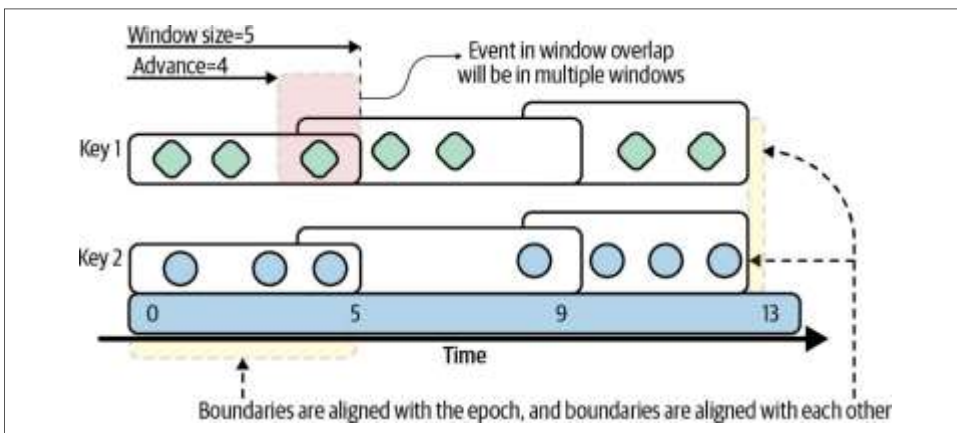 Window size=5
Advance=4
Event in window overlap
will be in multiple windows
Key 1
Key 2
0 5 9 13
Time
Boundaries are aligned with the epoch, and boundaries are aligned with each other